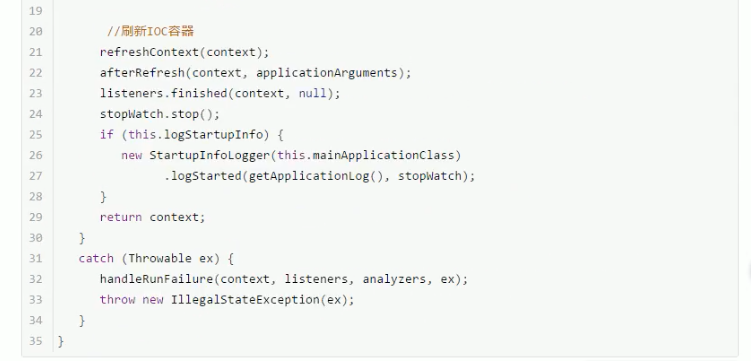 19
20 //刷新IOC容器
21 refreshContext(context);
22 afterRefresh(context, applicationArguments);
23 listeners.finished(context, null);
24 stopWatch.stop();
25 if (this.logStartupInfo) {
26 new StartupInfoLogger(this.mainApplicationClass)
27 .logStarted(getApplicationLog(), stopWatch);
28 }
29 return context;
30 }
31 catch (Throwable ex) {
32 handleRunFailure(context, listeners, analyzers, ex);
33 throw new IllegalStateException(ex);
34 }
35 }